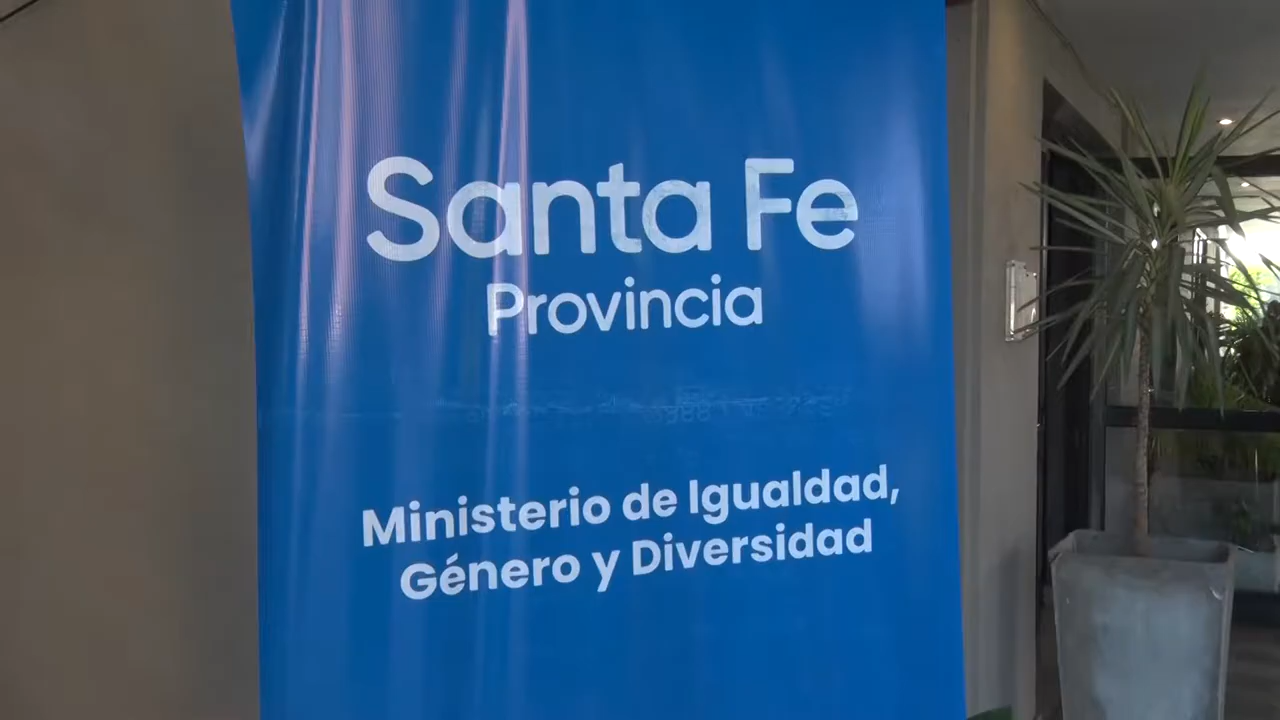 Santa Fe
Provincia
Ministerio de Igualdad,
Género y Diversidad